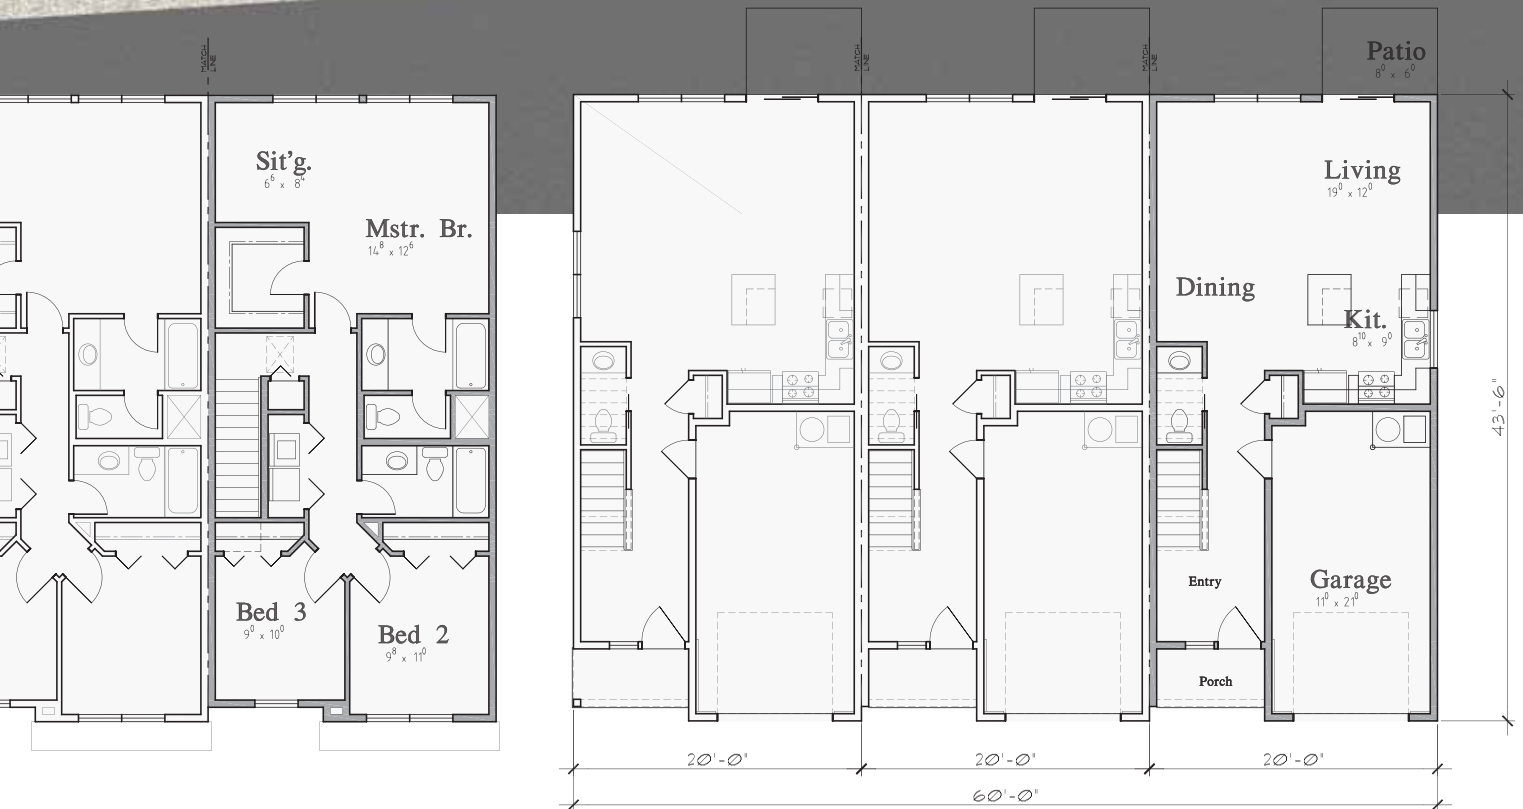 MATCH
LINE
Sit'g.
6⁶ x 8⁴
Mstr. Br.
14⁸ x 12⁶
Bed 3
9⁰ x 10⁰
Bed 2
9⁸ x 11⁰
MATCH
LINE
MATCH
LINE
Patio
8⁰ x 6⁰
Living
19⁰ x 12⁰
Dining
Kit.
8¹⁰ x 9⁰
Entry
Garage
11⁰ x 21⁰
Porch
43'-6"
20'-0"
20'-0"
20'-0"
60'-0"